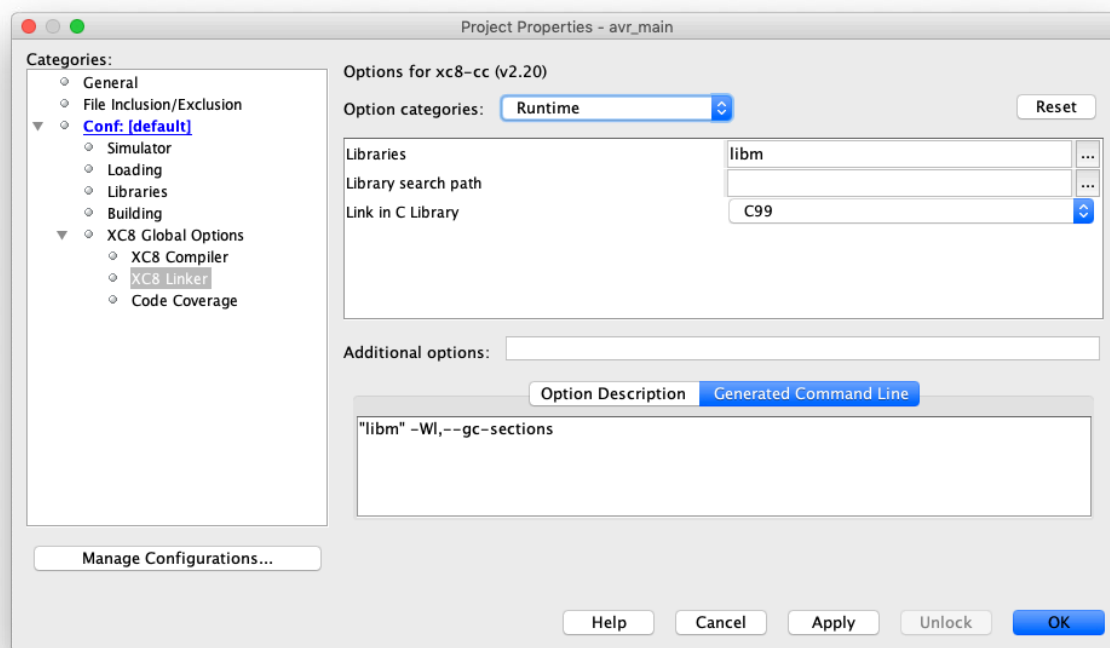 Project Properties - avr_main
Categories:
General
File Inclusion/Exclusion
Conf: [default]
Simulator
Loading
Libraries
Building
XC8 Global Options
XC8 Compiler
XC8 Linker
Code Coverage
Manage Configurations...
Options for xc8-cc (v2.20)
Option categories: Runtime Reset
Libraries libm ...
Library search path ...
Link in C Library C99
Additional options:
Option Description Generated Command Line
"libm" -Wl,--gc-sections
Help Cancel Apply Unlock OK